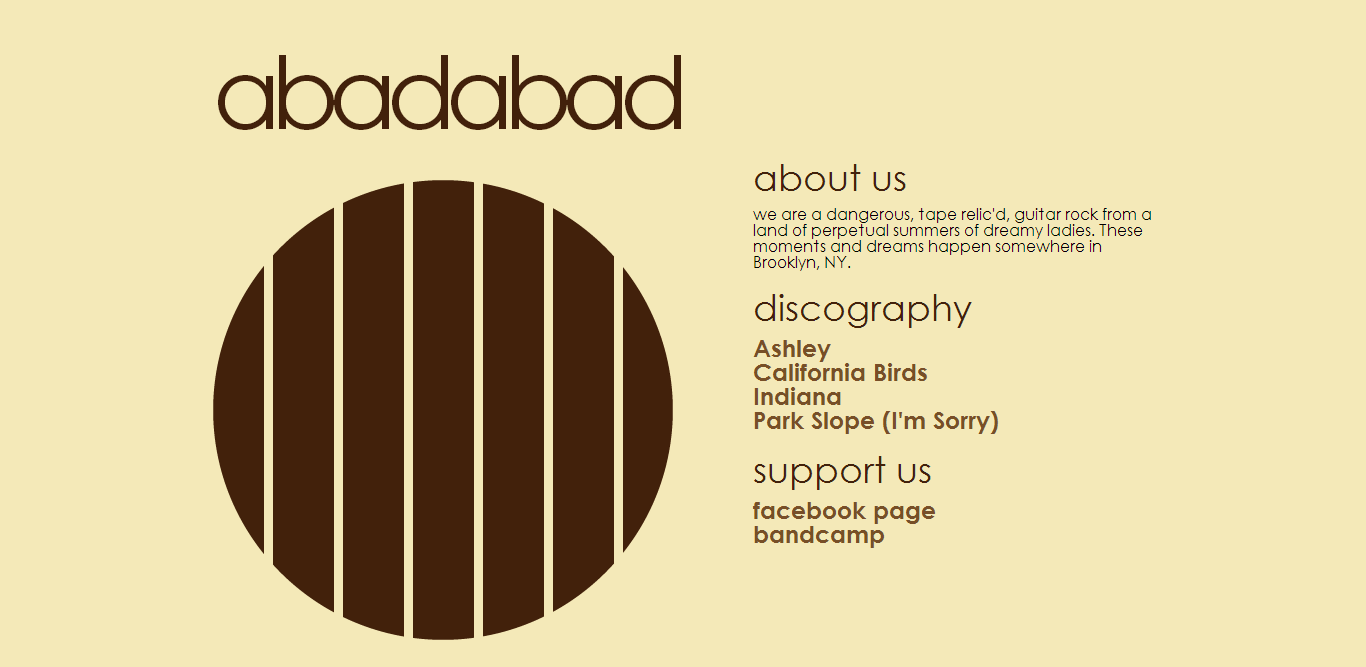 abadabad
about us
we are a dangerous, tape relic'd, guitar rock from a
land of perpetual summers of dreamy ladies. These
moments and dreams happen somewhere in
Brooklyn, NY.
discography
Ashley
California Birds
Indiana
Park Slope (I'm Sorry)
support us
facebook page
bandcamp